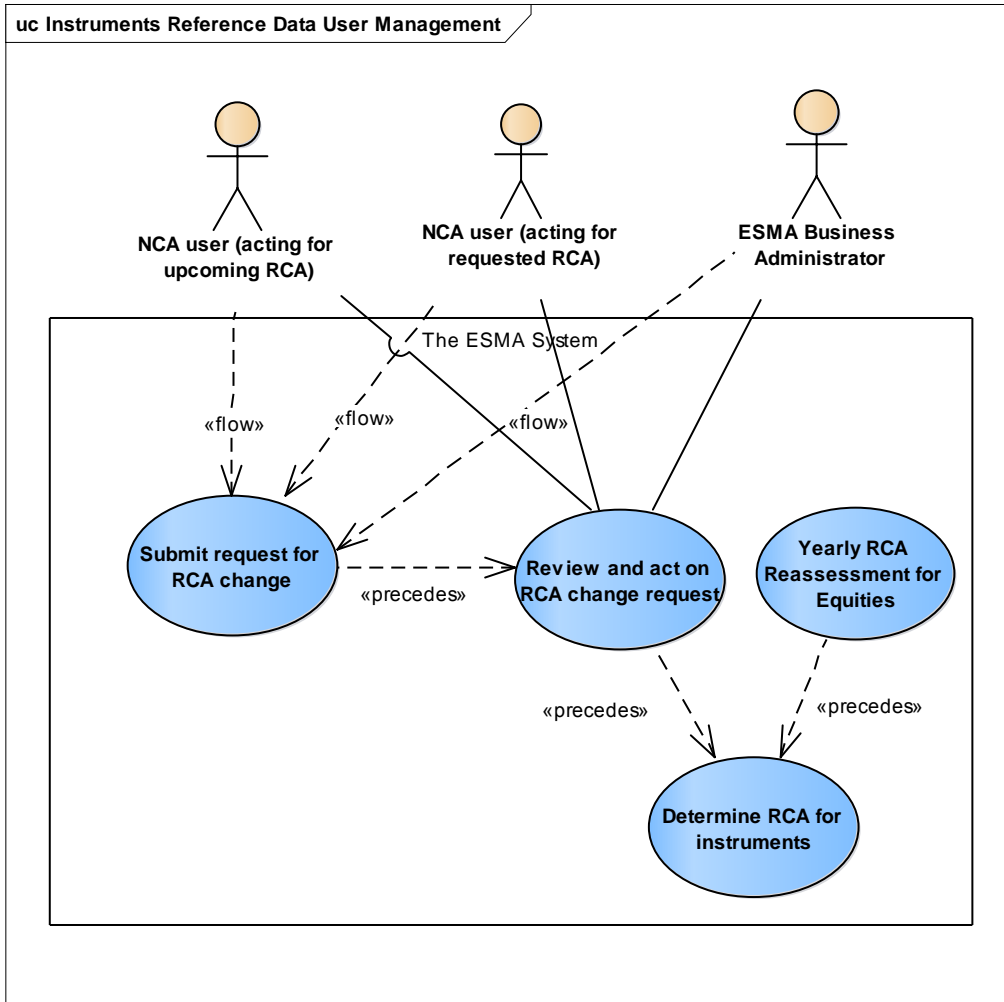 uc Instruments Reference Data User Management
NCA user (acting for
upcoming RCA)
NCA user (acting for
requested RCA)
ESMA Business
Administrator
The ESMA System
«flow»
«flow»
«flow»
Submit request for
RCA change
«precedes»
Review and act on
RCA change request
Yearly RCA
Reassessment for
Equities
«precedes»
«precedes»
Determine RCA for
instruments